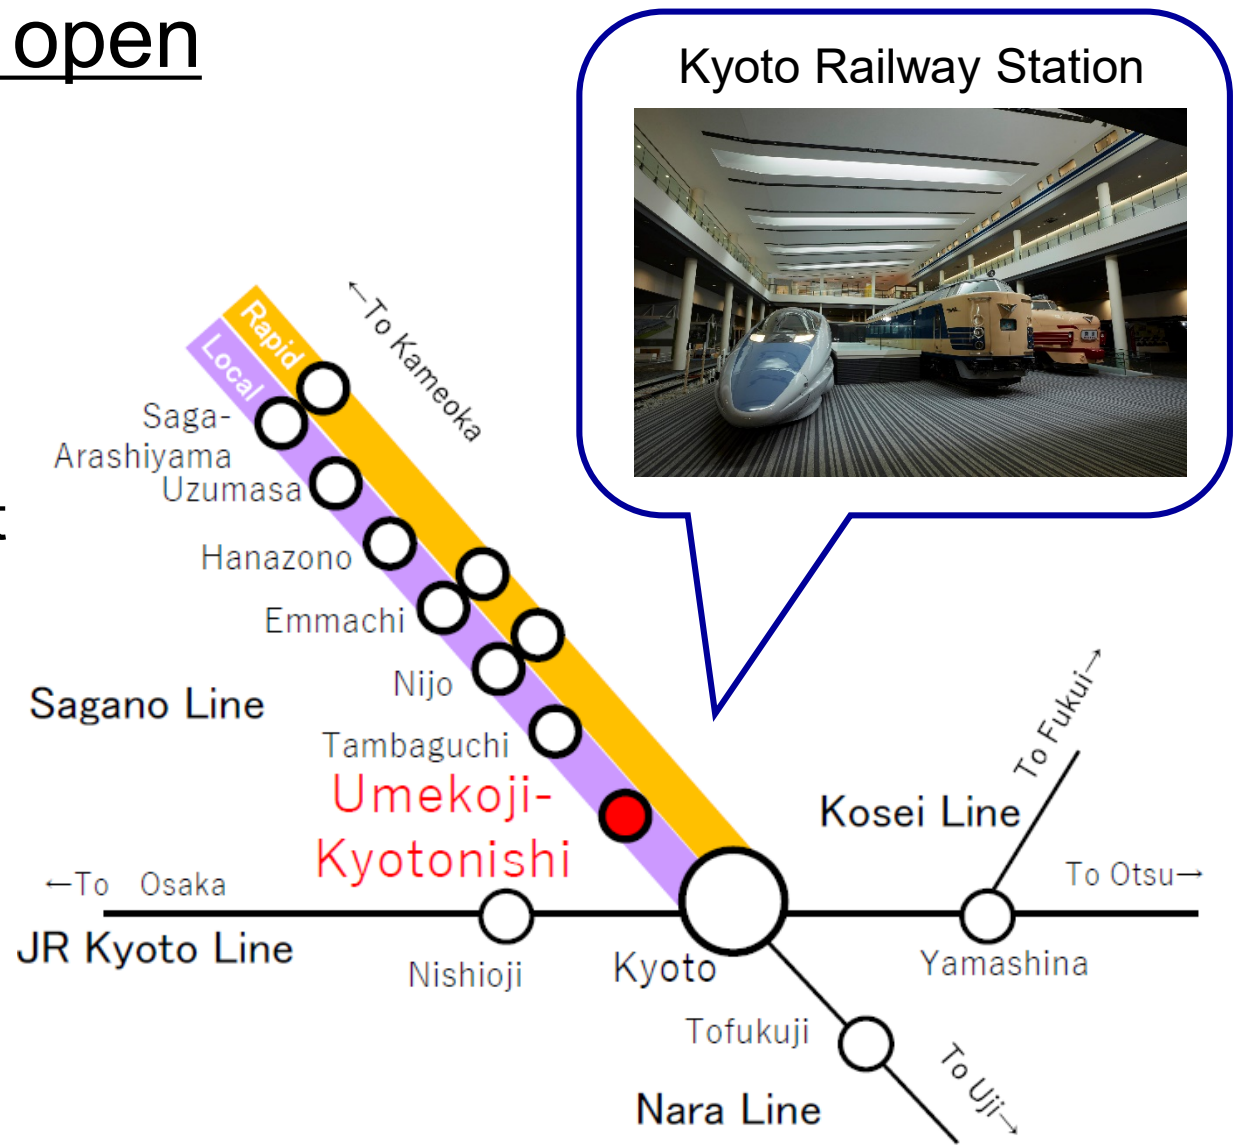 open
Kyoto Railway Station
←To Kameoka
Rapid
Local
Saga-
Arashiyama
Uzumasa
t
Hanazono
Emmachi
Nijo
Sagano Line
Tambaguchi
Umekoji-
Kyotonishi
To Fukui→
Kosei Line
←To Osaka
To Otsu→
JR Kyoto Line
Nishioji
Kyoto
Yamashina
Tofukuji
To Uji→
Nara Line